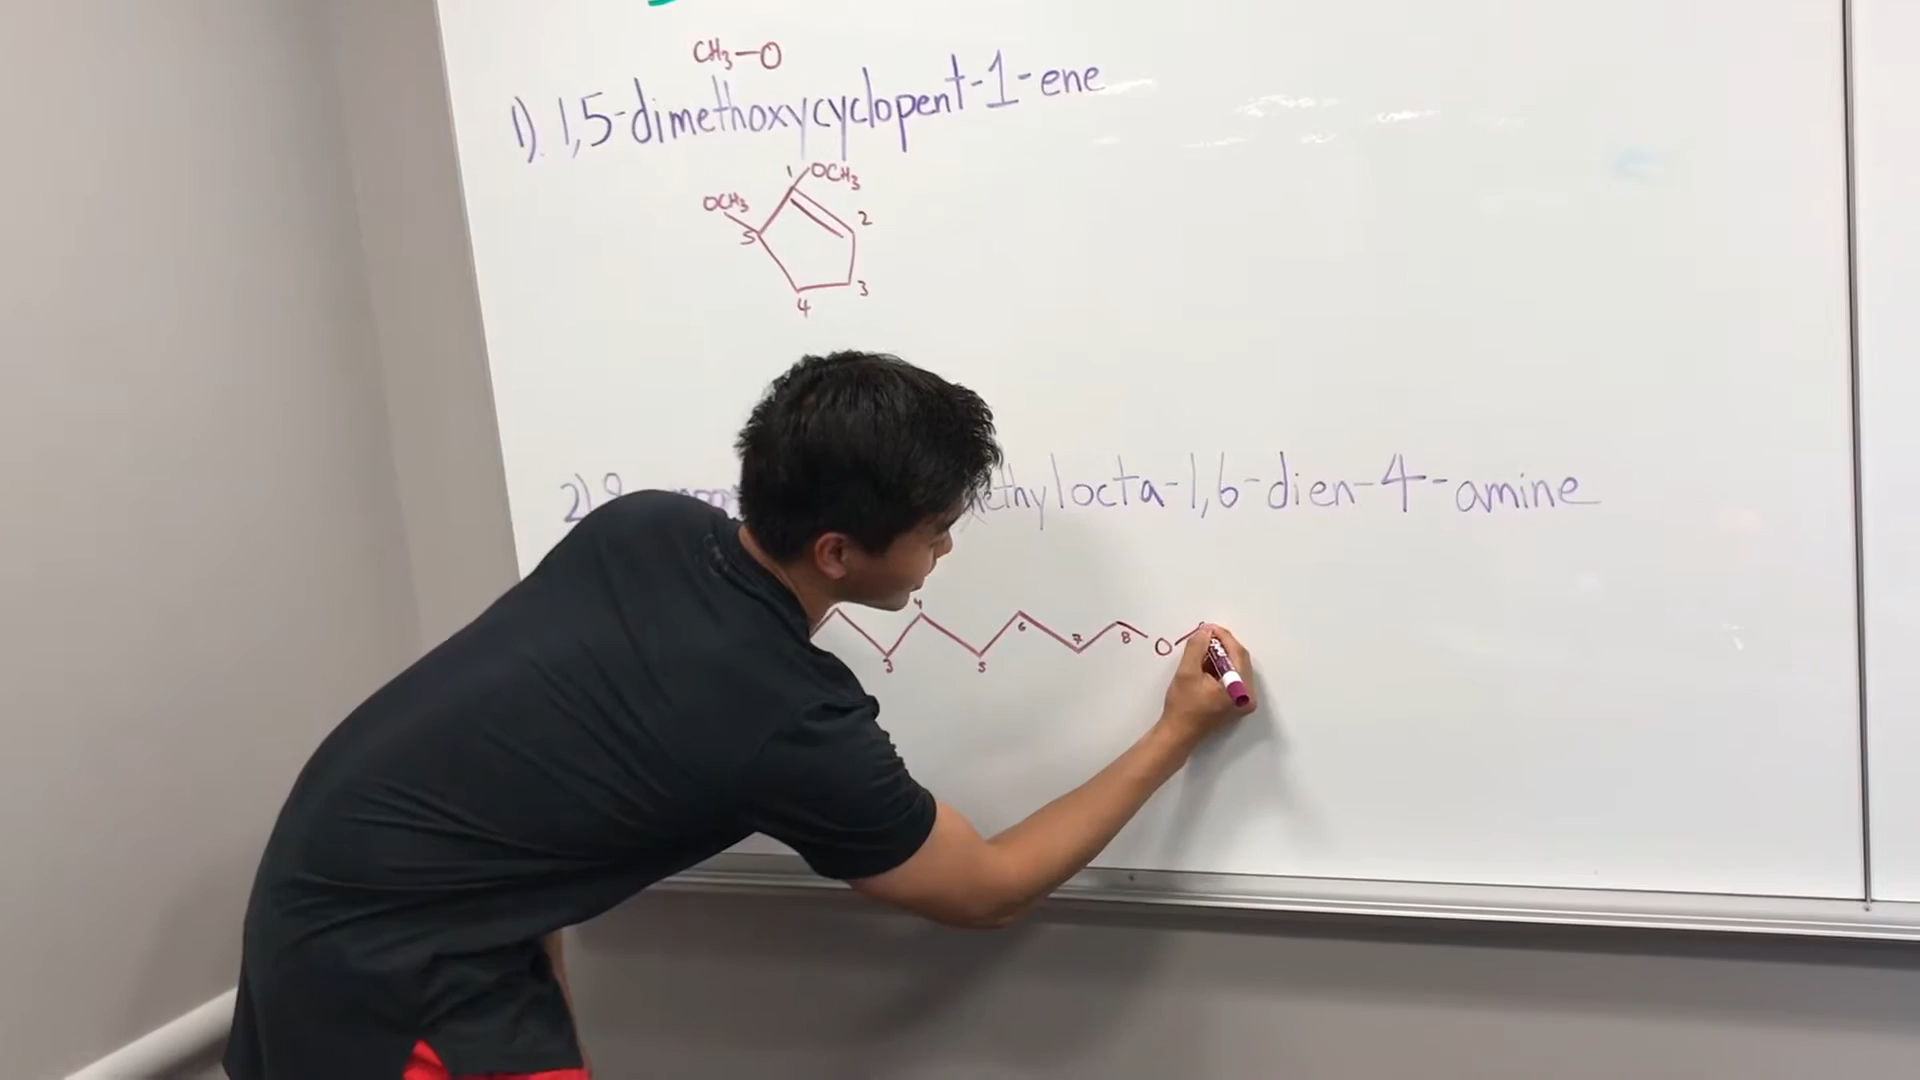 CH3-O
1). 1,5-dimethoxycyclopent-1-ene
1 OCH3
OCH3
2
5
3
4
2) ethylocta-1,6-dien-4-amine
4
6
7 8 O
3 5